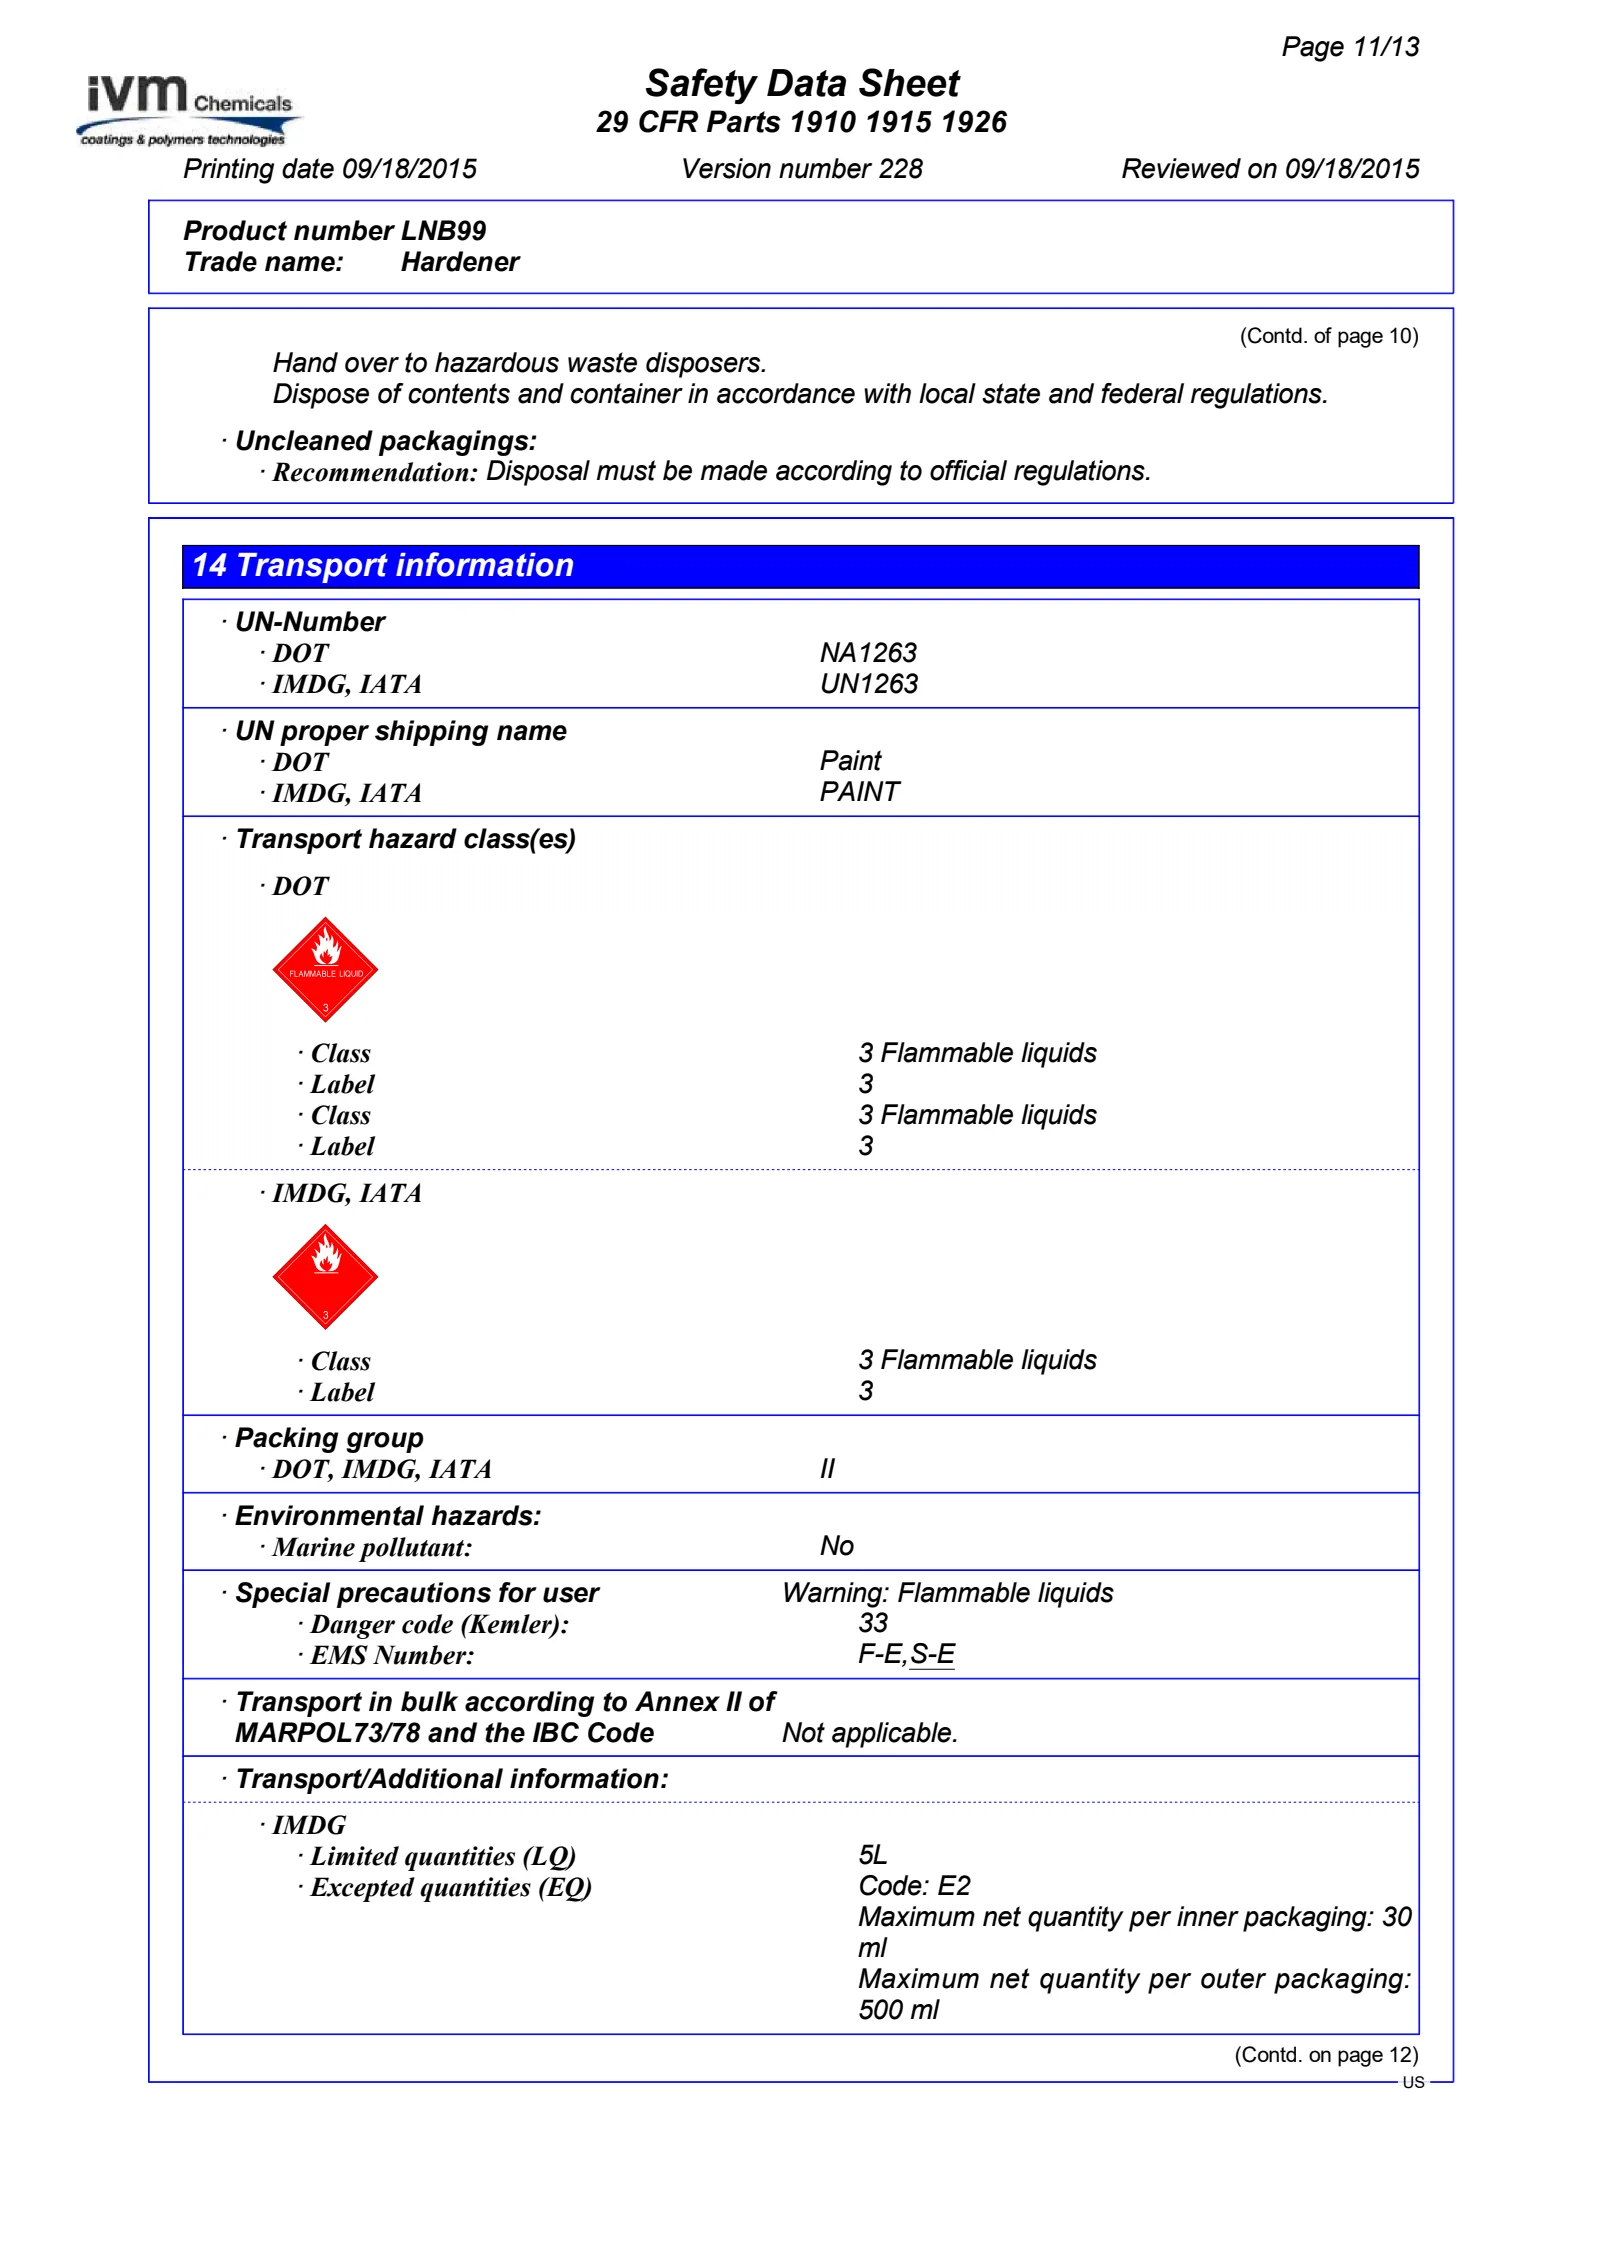 Page 11/13
ivm Chemicals
coatings & polymers technologies
Safety Data Sheet
29 CFR Parts 1910 1915 1926
Printing date 09/18/2015 Version number 228 Reviewed on 09/18/2015
Product number LNB99
Trade name: Hardener
(Contd. of page 10)
Hand over to hazardous waste disposers.
Dispose of contents and container in accordance with local state and federal regulations.
· Uncleaned packagings:
· Recommendation: Disposal must be made according to official regulations.
14 Transport information
· UN-Number
· DOT NA1263
· IMDG, IATA UN1263
· UN proper shipping name
· DOT Paint
· IMDG, IATA PAINT
· Transport hazard class(es)
· DOT
FLAMMABLE LIQUID
3
· Class 3 Flammable liquids
· Label 3
· Class 3 Flammable liquids
· Label 3
· IMDG, IATA
3
· Class 3 Flammable liquids
· Label 3
· Packing group
· DOT, IMDG, IATA II
· Environmental hazards:
· Marine pollutant: No
· Special precautions for user Warning: Flammable liquids
· Danger code (Kemler): 33
· EMS Number: F-E,S-E
· Transport in bulk according to Annex II of
MARPOL73/78 and the IBC Code Not applicable.
· Transport/Additional information:
· IMDG
· Limited quantities (LQ) 5L
· Excepted quantities (EQ) Code: E2
Maximum net quantity per inner packaging: 30
ml
Maximum net quantity per outer packaging:
500 ml
(Contd. on page 12)
US